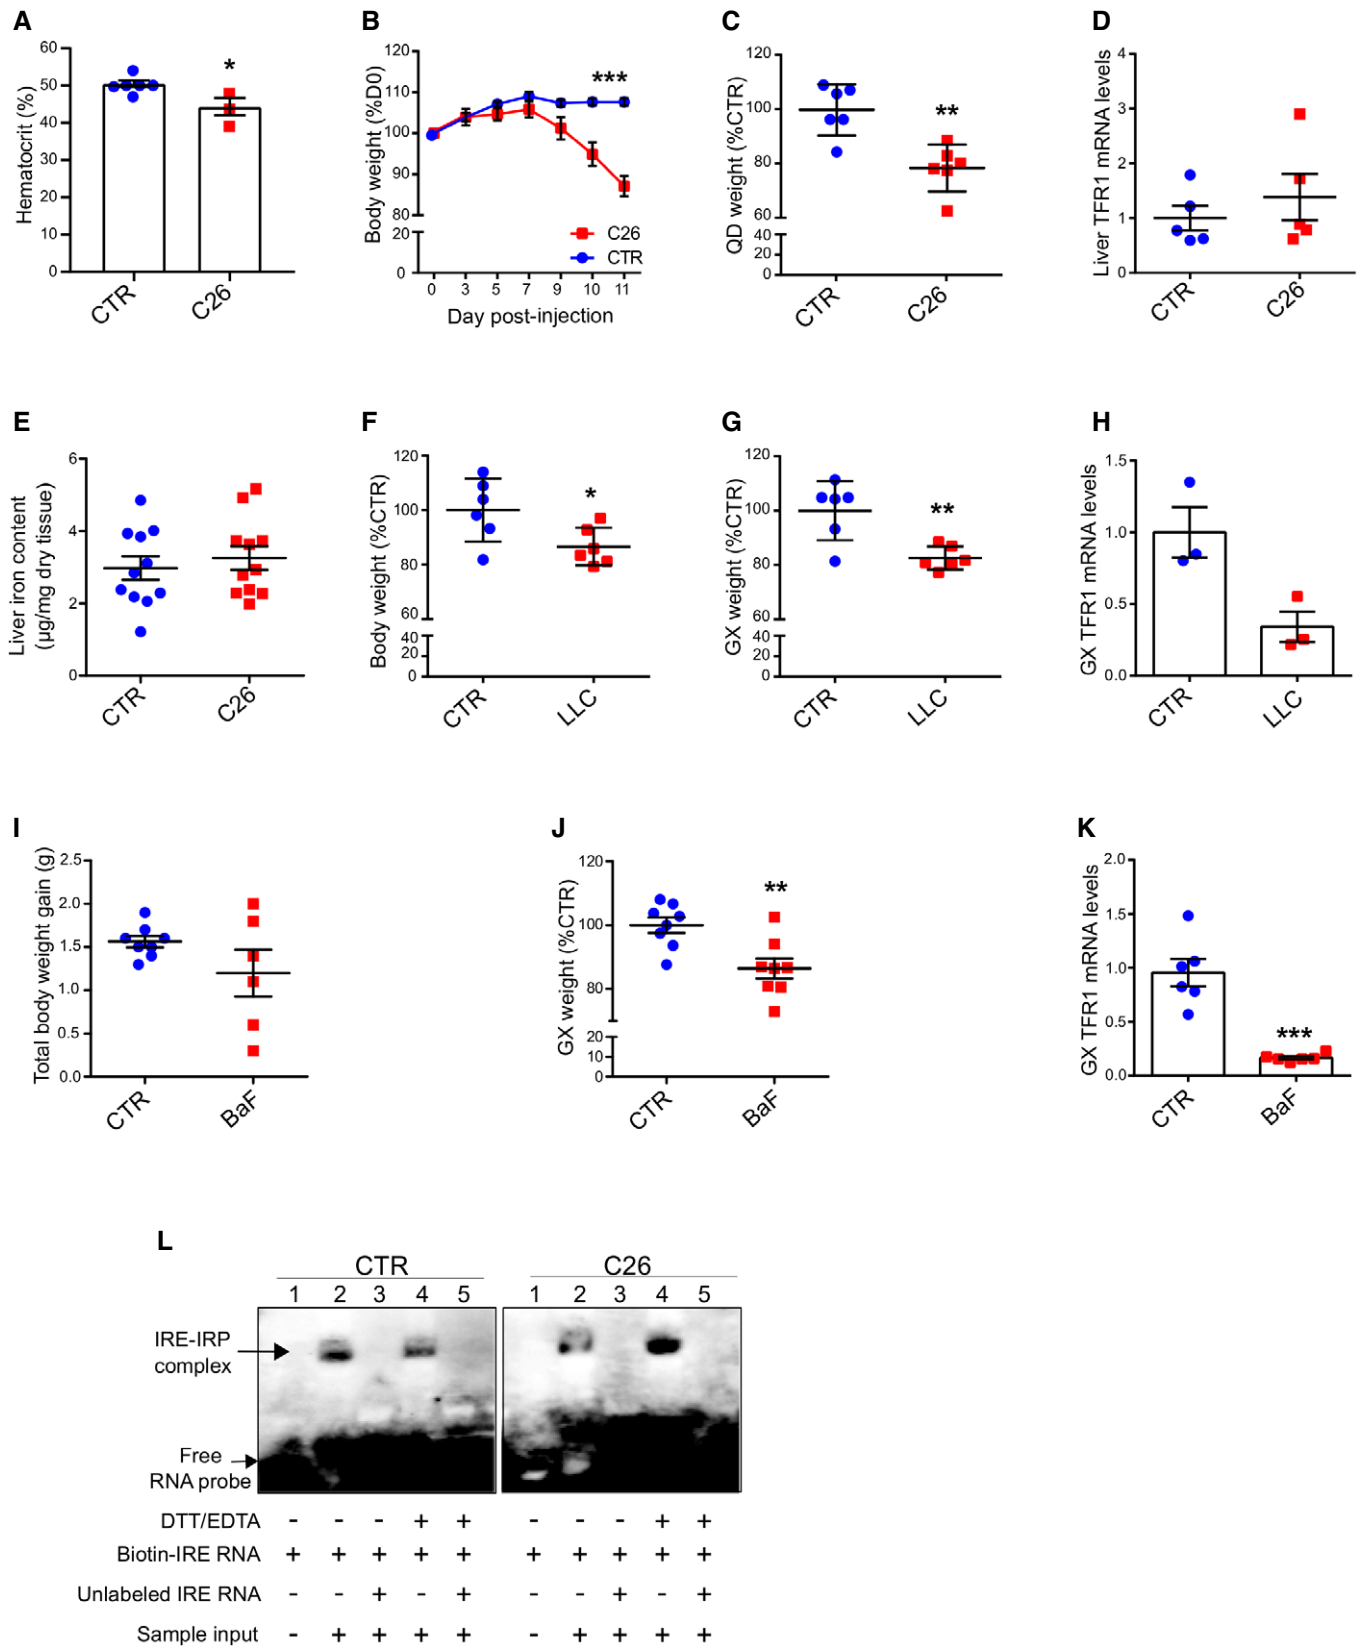 A
Hematocrit (%)
60
50
40
30
20
10
0
*
CTR
C26
B
Body weight (%D0)
120
110
100
90
80
20
0
***
C26
CTR
0 3 5 7 9 10 11
Day post-injection
C
QD weight (%CTR)
120
100
80
60
40
20
0
**
CTR
C26
D
Liver TFR1 mRNA levels
4
3
2
1
0
CTR
C26
E
Liver iron content
(µg/mg dry tissue)
6
4
2
0
CTR
C26
F
Body weight (%CTR)
120
100
80
60
40
20
0
*
CTR
LLC
G
GX weight (%CTR)
120
100
80
60
40
20
0
**
CTR
LLC
H
GX TFR1 mRNA levels
1.5
1.0
0.5
0.0
CTR
LLC
I
Total body weight gain (g)
2.5
2.0
1.5
1.0
0.5
0.0
CTR
BaF
J
GX weight (%CTR)
120
100
80
20
10
0
**
CTR
BaF
K
GX TFR1 mRNA levels
2.0
1.5
1.0
0.5
0.0
***
CTR
BaF
L
CTR C26
1 2 3 4 5 1 2 3 4 5
IRE-IRP
complex
Free
RNA probe
DTT/EDTA - - - + + - - - + +
Biotin-IRE RNA + + + + + + + + + +
Unlabeled IRE RNA - - + - + - - + - +
Sample input - + + + + - + + + +